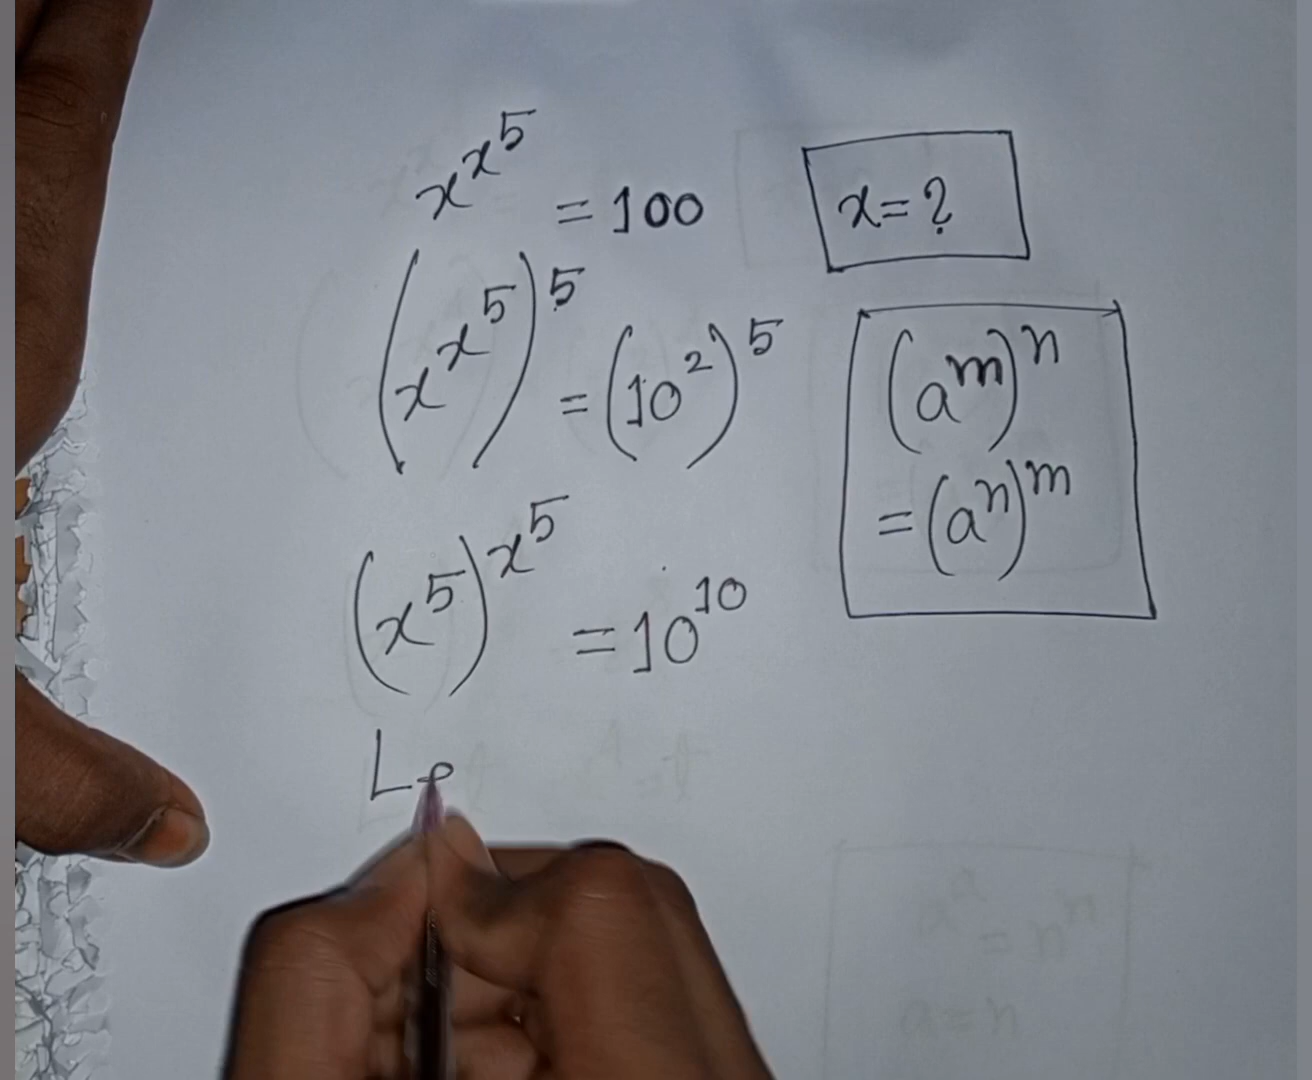 x^{x^5} = 100
x = ?
(x^{x^5})^5 = (10^2)^5
(x^5)^{x^5} = 10^{10}
Le
(a^m)^n
= (a^n)^m